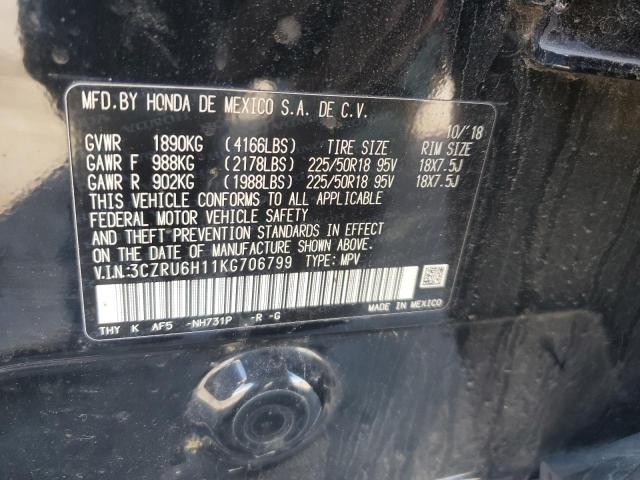 MFD.BY HONDA DE MEXICO S.A. DE C.V.
10/'18
GVWR 1890KG (4166LBS) TIRE SIZE RIM SIZE
GAWR F 988KG (2178LBS) 225/50R18 95V 18X7.5J
GAWR R 902KG (1988LBS) 225/50R18 95V 18X7.5J
THIS VEHICLE CONFORMS TO ALL APPLICABLE
FEDERAL MOTOR VEHICLE SAFETY
AND THEFT PREVENTION STANDARDS IN EFFECT
ON THE DATE OF MANUFACTURE SHOWN ABOVE.
V.I.N:3CZRU6H11KG706799 TYPE: MPV
MADE IN MEXICO
THY K AF5 -NH731P -R -G